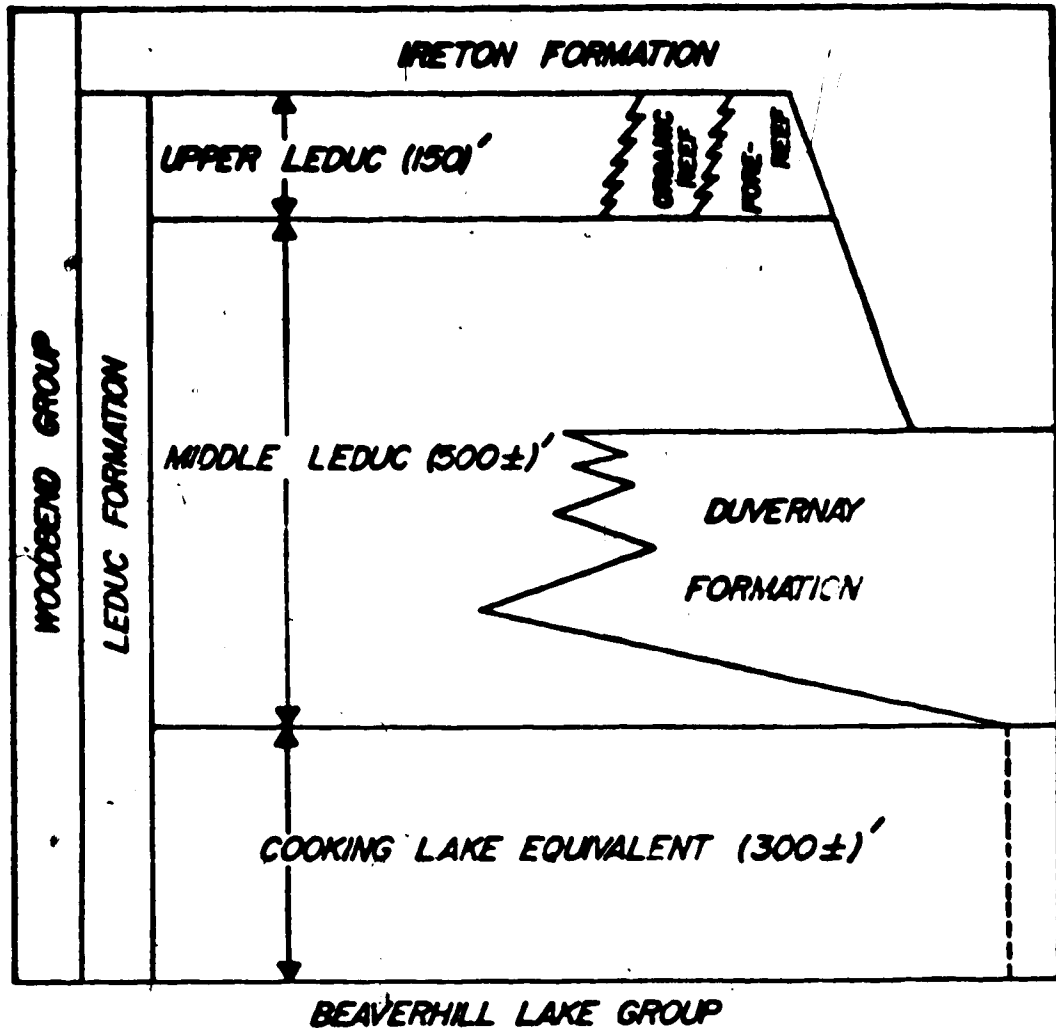 IRETON FORMATION
UPPER LEDUC (150)'
ORGANIC
REEF
FORE-
REEF
WOODBEND GROUP
LEDUC FORMATION
MIDDLE LEDUC (500±)'
DUVERNAY
FORMATION
COOKING LAKE EQUIVALENT (300±)'
BEAVERHILL LAKE GROUP